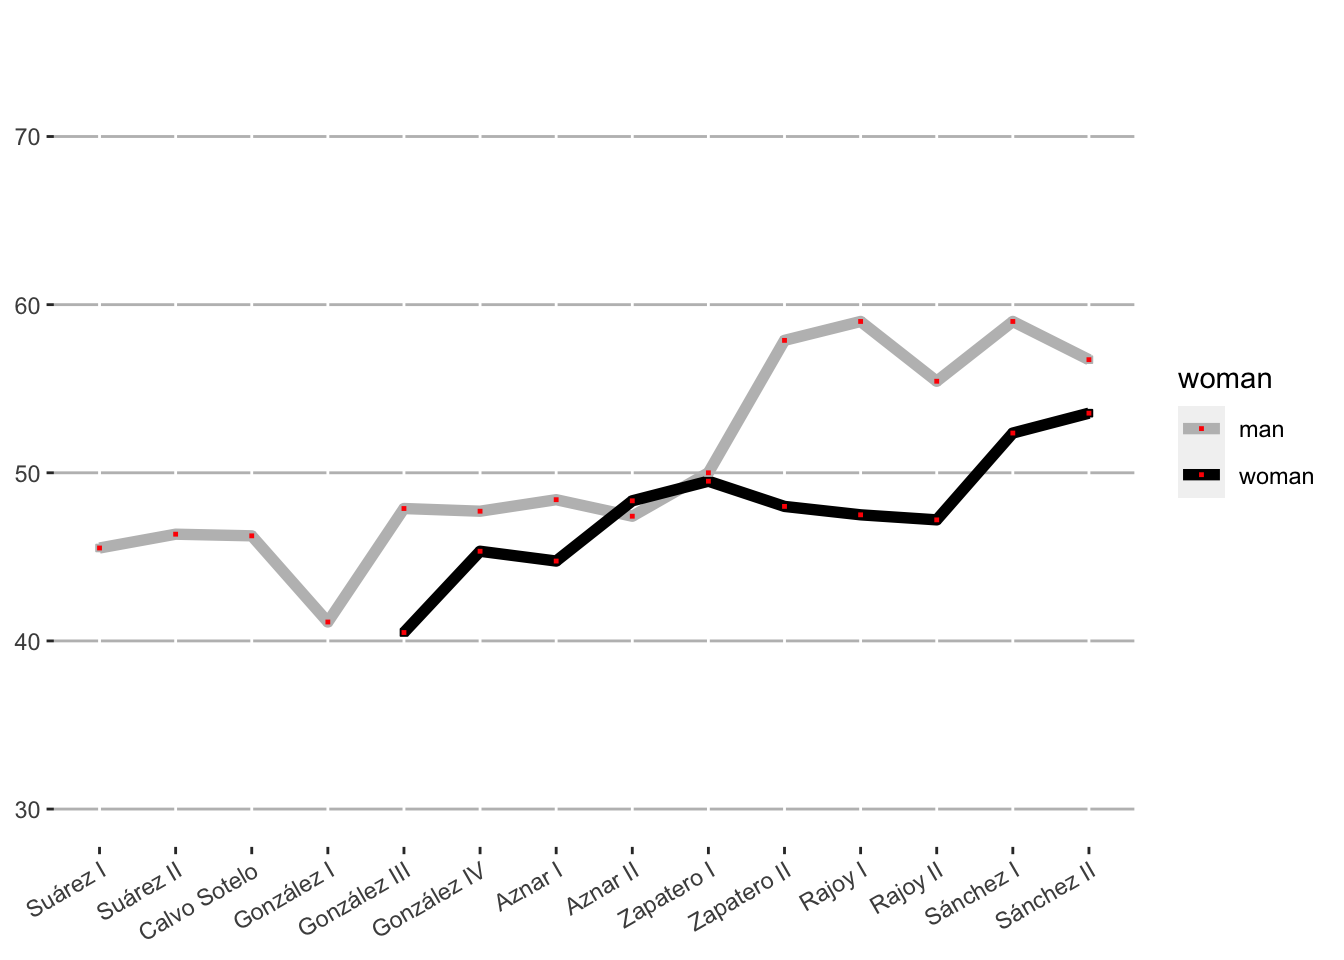 70
60
50
40
30
Suárez I
Suárez II
Calvo Sotelo
González I
González III
González IV
Aznar I
Aznar II
Zapatero I
Zapatero II
Rajoy I
Rajoy II
Sánchez I
Sánchez II
woman
man
woman